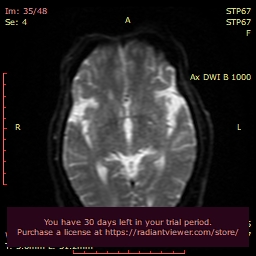 Im: 35/48
Se: 4
STP67
STP67
F
A
Ax DWI B 1000
R
L
You have 30 days left in your trial period.
Purchase a license at https://radiantviewer.com/store/